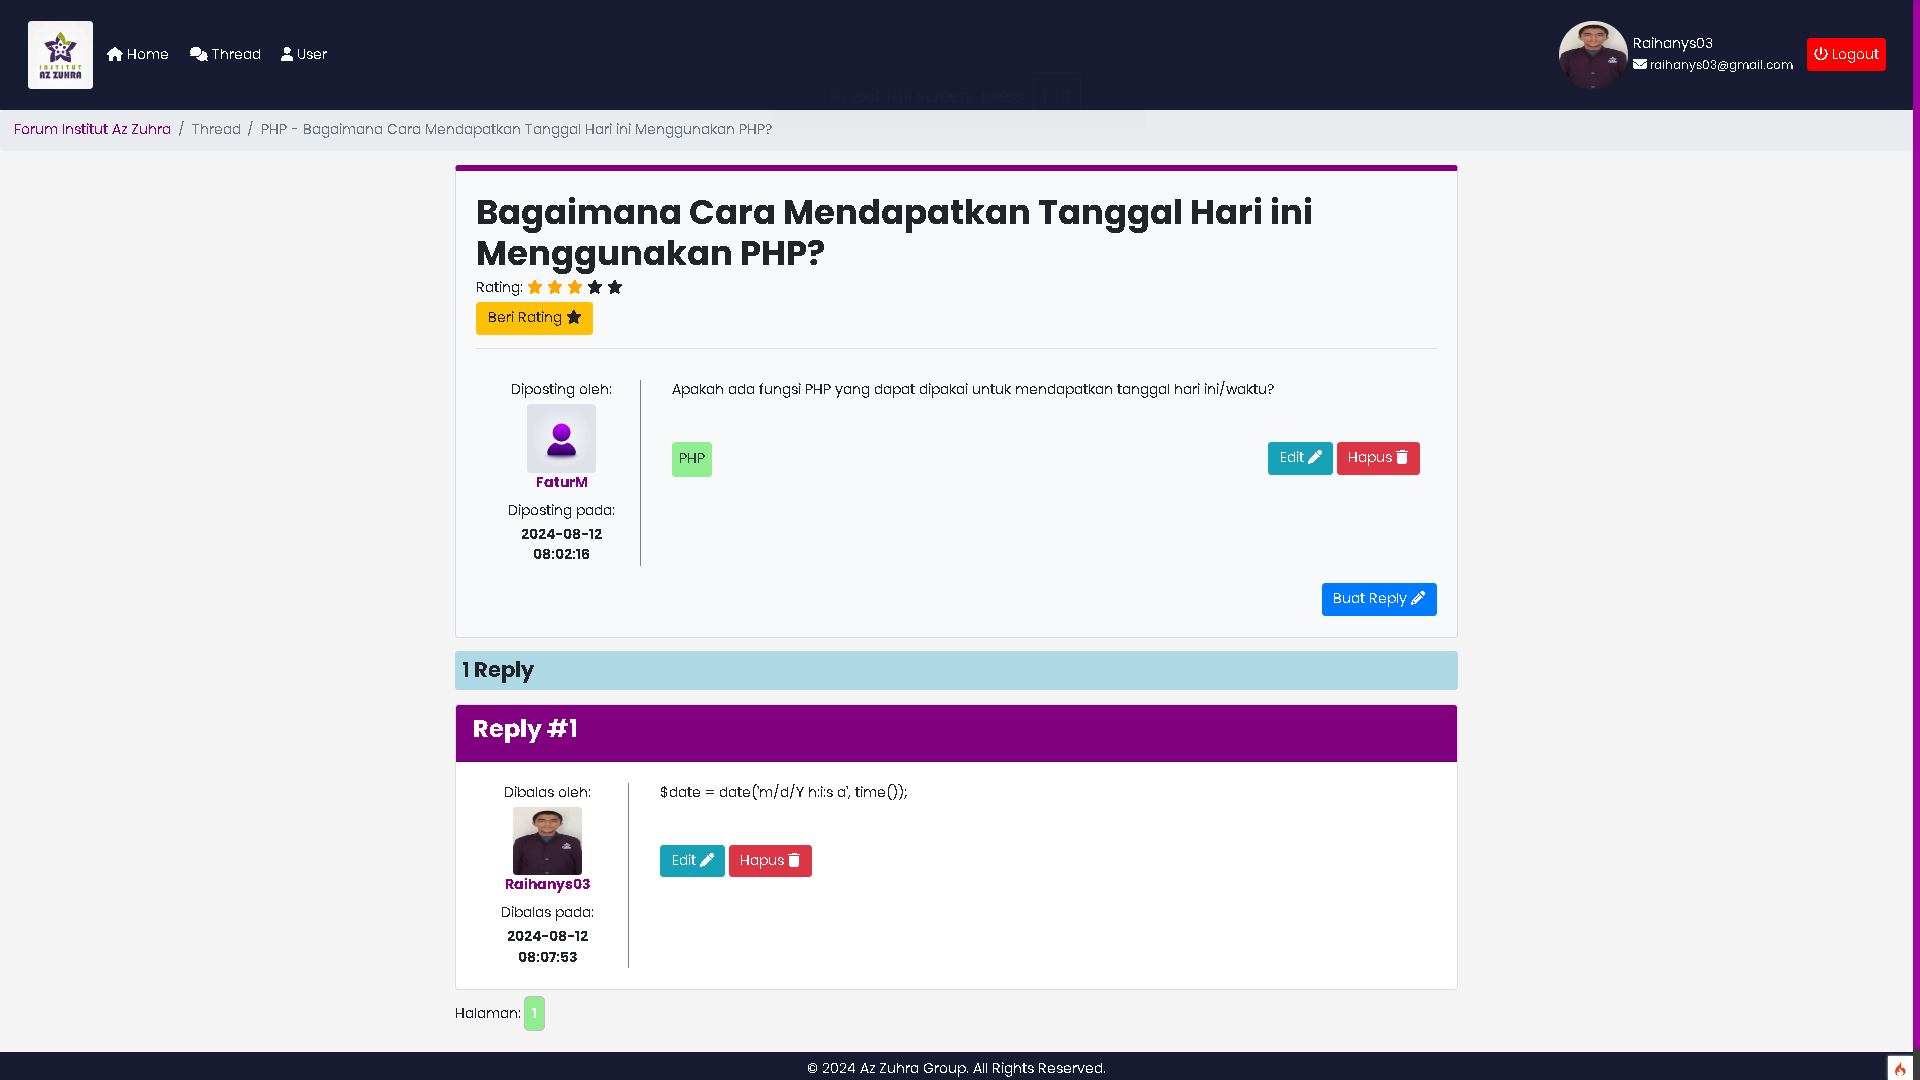 INSTITUT
AZ ZUHRA
Home
Thread
User
Raihanys03
raihanys03@gmail.com
Logout
Forum Institut Az Zuhra / Thread / PHP - Bagaimana Cara Mendapatkan Tanggal Hari ini Menggunakan PHP?
Bagaimana Cara Mendapatkan Tanggal Hari ini
Menggunakan PHP?
Rating:
Beri Rating
Diposting oleh:
FaturM
Diposting pada:
2024-08-12
08:02:16
Apakah ada fungsi PHP yang dapat dipakai untuk mendapatkan tanggal hari ini/waktu?
PHP
Edit
Hapus
Buat Reply
1 Reply
Reply #1
Dibalas oleh:
Raihanys03
Dibalas pada:
2024-08-12
08:07:53
$date = date('m/d/Y h:i:s a', time());
Edit
Hapus
Halaman: 1
© 2024 Az Zuhra Group. All Rights Reserved.